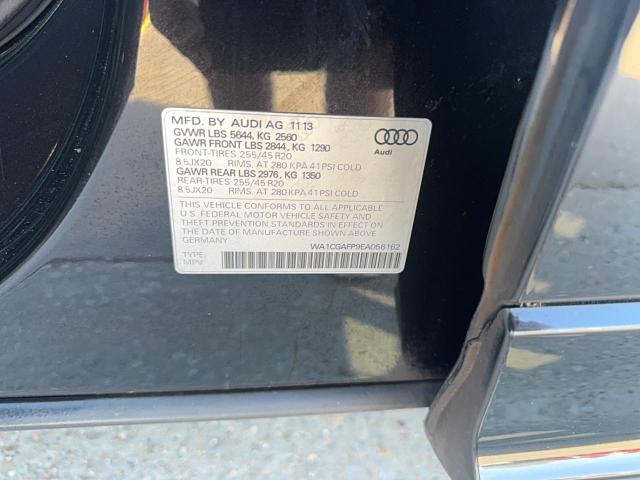 MFD. BY AUDI AG 11 13
GVWR LBS 5644, KG 2560
GAWR FRONT LBS 2844, KG 1290
FRONT-TIRES 255/45 R20
8.5JX20 RIMS. AT 280 KPA 41 PSI COLD
GAWR REAR LBS 2976, KG 1350
REAR-TIRES 255/45 R20
8.5JX20 RIMS. AT 280 KPA 41 PSI COLD
THIS VEHICLE CONFORMS TO ALL APPLICABLE
U.S. FEDERAL MOTOR VEHICLE SAFETY AND
THEFT PREVENTION STANDARDS IN EFFECT ON
THE DATE OF MANUFACTURE SHOWN ABOVE
GERMANY
WA1CGAFP9EA056162
TYPE:
MPV
Audi